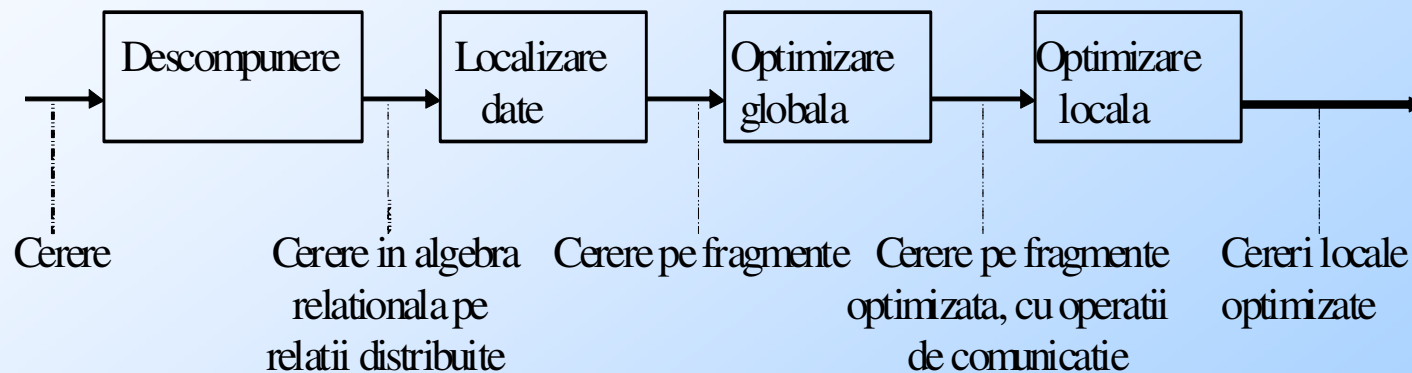 Descompunere
Localizare
date
Optimizare
globala
Optimizare
locala
Cerere
Cerere in algebra
relationala pe
relatii distribuite
Cerere pe fragmente
Cerere pe fragmente
optimizata, cu operatii
de comunicatie
Cereri locale
optimizate